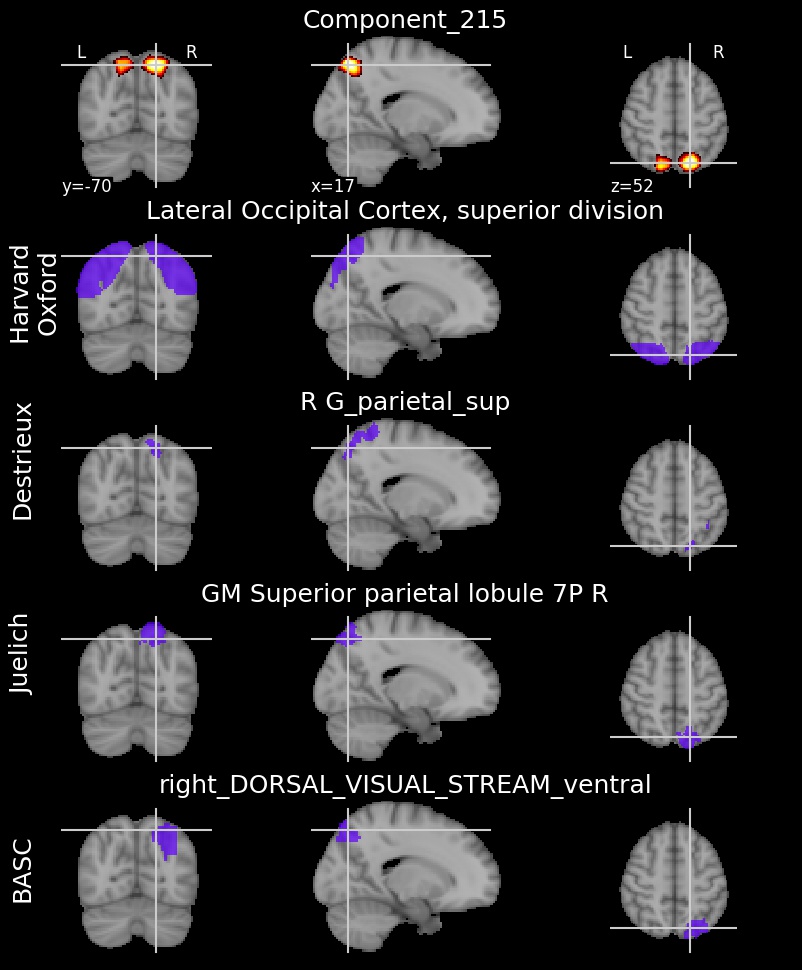 Component_215
L R
L R
y=-70
x=17
z=52
Lateral Occipital Cortex, superior division
Harvard
Oxford
R G_parietal_sup
Destrieux
GM Superior parietal lobule 7P R
Juelich
right_DORSAL_VISUAL_STREAM_ventral
BASC